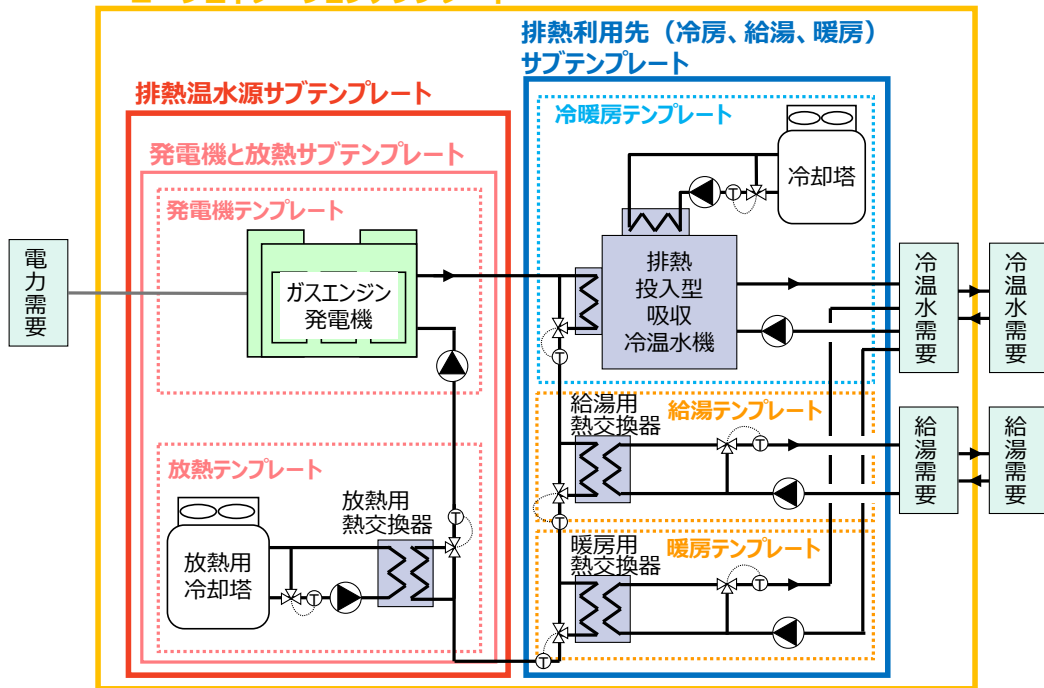 排熱利用先（冷房、給湯、暖房）
サブテンプレート
排熱温水源サブテンプレート
冷暖房テンプレート
冷却塔
発電機と放熱サブテンプレート
発電機テンプレート
ガスエンジン
発電機
排熱
投入型
吸収
冷温水機
電力需要
冷温水需要
冷温水需要
給湯用
熱交換器
給湯テンプレート
給湯需要
給湯需要
放熱テンプレート
放熱用
熱交換器
放熱用
冷却塔
暖房用
熱交換器
暖房テンプレート
T
T
T
T
T
T
T
T